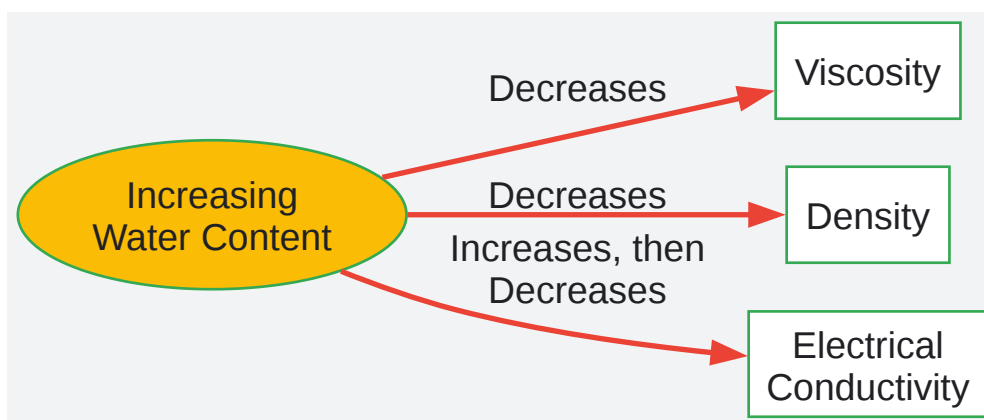 Increasing
Water Content
Decreases
Viscosity
Decreases
Density
Increases, then
Decreases
Electrical
Conductivity